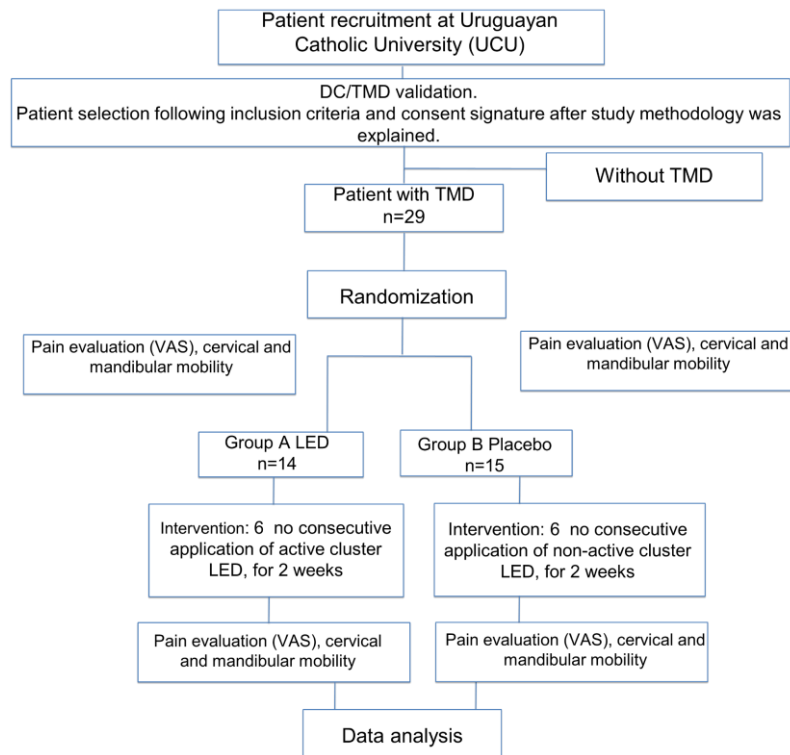 Patient recruitment at Uruguayan
Catholic University (UCU)
DC/TMD validation.
Patient selection following inclusion criteria and consent signature after study methodology was
explained.
Without TMD
Patient with TMD
n=29
Randomization
Pain evaluation (VAS), cervical and
mandibular mobility
Pain evaluation (VAS), cervical and
mandibular mobility
Group A LED
n=14
Group B Placebo
n=15
Intervention: 6 no consecutive
application of active cluster
LED, for 2 weeks
Intervention: 6 no consecutive
application of non-active cluster
LED, for 2 weeks
Pain evaluation (VAS), cervical
and mandibular mobility
Pain evaluation (VAS), cervical and
mandibular mobility
Data analysis